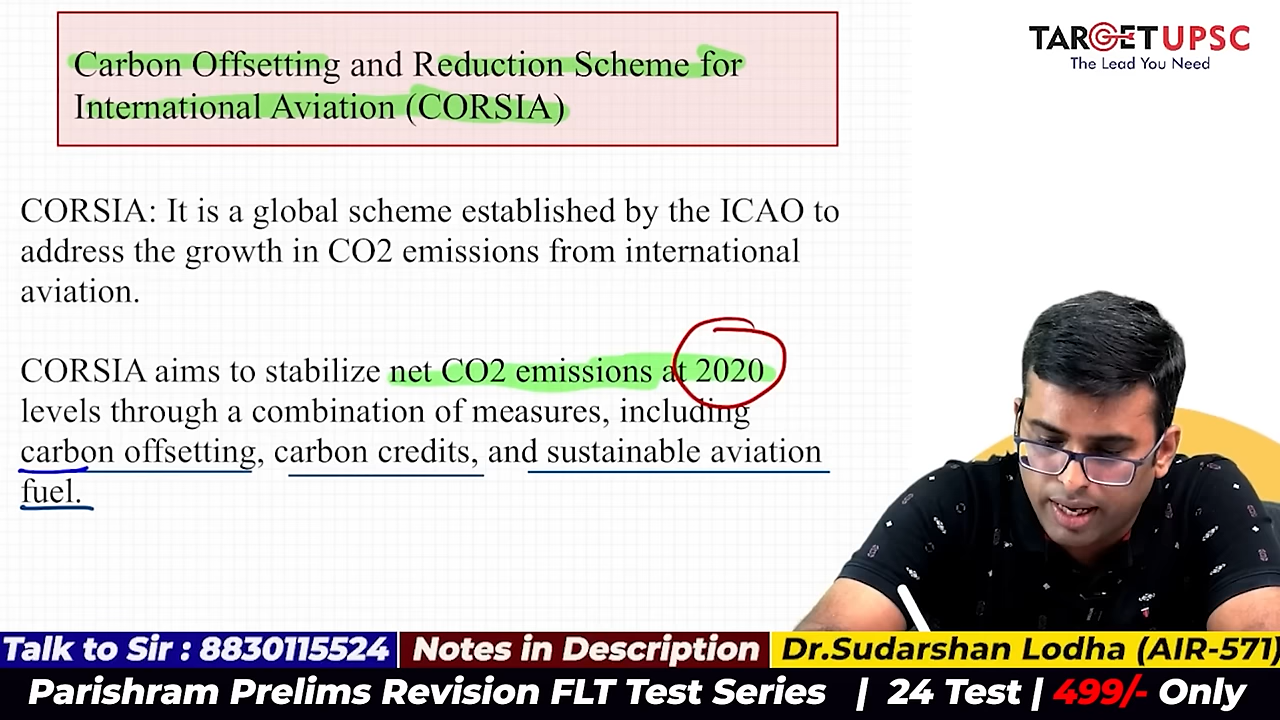 Carbon Offsetting and Reduction Scheme for
International Aviation (CORSIA)
TARGETUPSC
The Lead You Need
CORSIA: It is a global scheme established by the ICAO to
address the growth in CO2 emissions from international
aviation.
CORSIA aims to stabilize net CO2 emissions at 2020
levels through a combination of measures, including
carbon offsetting, carbon credits, and sustainable aviation
fuel.
Talk to Sir : 8830115524
Notes in Description
Dr.Sudarshan Lodha (AIR-571)
Parishram Prelims Revision FLT Test Series | 24 Test | 499/- Only